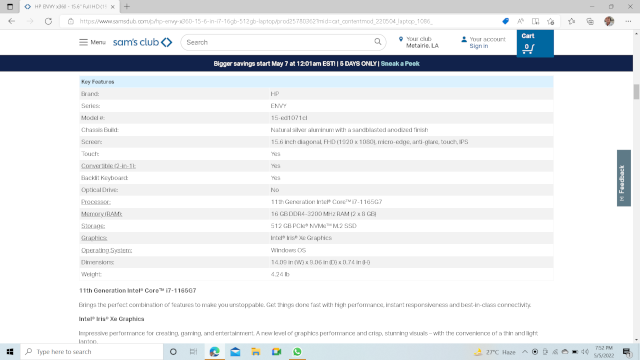 HP ENVY x360 - 15.6" Full HD I
https://www.samsclub.com/p/hp-envy-x360-15-6-in-i7-16gb-512gb-laptop/prod25780362?
Menu
sam's club
Search
Your club
Metairie, LA
Your account
Sign in
Cart
0
Bigger savings start May 7 at 12:01am EST! | 5 DAYS ONLY | Sneak a Peek
Key Features
Brand: HP
Series: ENVY
Model #: 15-ed1071cl
Chassis Build: Natural silver aluminum with a sandblasted anodized finish
Screen: 15.6 inch diagonal, FHD (1920 x 1080), micro-edge, anti-glare, touch, IPS
Touch: Yes
Convertible (2-in-1): Yes
Backlit Keyboard: Yes
Optical Drive: No
Processor: 11th Generation Intel® Core™ i7-1165G7
Memory (RAM): 16 GB DDR4-3200 MHz RAM (2 x 8 GB)
Storage: 512 GB PCIe® NVMe™ M.2 SSD
Graphics: Intel® Iris® Xe Graphics
Operating System: Windows OS
Dimensions: 14.09 in (W) x 9.06 in (D) x 0.74 in (H)
Weight: 4.24 lb
Feedback
11th Generation Intel® Core™ i7-1165G7
Brings the perfect combination of features to make you unstoppable. Get things done fast with high performance, instant responsiveness and best-in-class connectivity.
Intel® Iris® Xe Graphics
Impressive performance for creating, gaming, and entertainment. A new level of graphics performance and crisp, stunning visuals – with the convenience of a thin and light
laptop.
Type here to search
27°C Haze
7:52 PM
5/5/2022